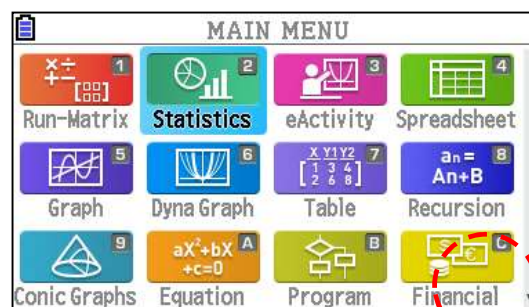 MAIN MENU
1 2 3 4
Run-Matrix Statistics eActivity Spreadsheet
5 6 X Y1 Y2 7 an= 8
1 3 4
2 6 8
An+B
Graph Dyna Graph Table Recursion
9 aX²+bX A B C
+c=0
Conic Graphs Equation Program Financial